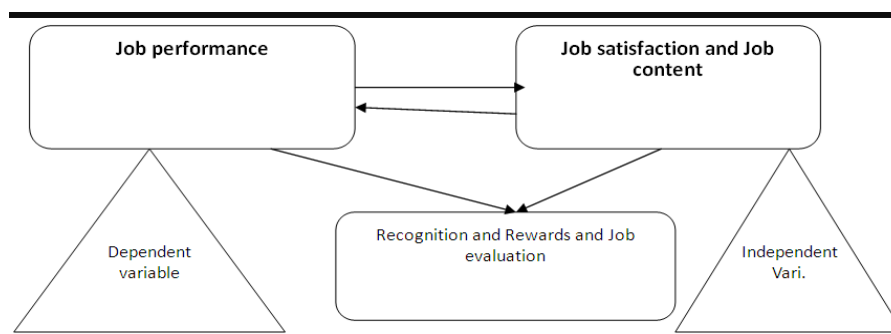 Job performance
Job satisfaction and Job
content
Recognition and Rewards and Job
evaluation
Dependent
variable
Independent
Vari.